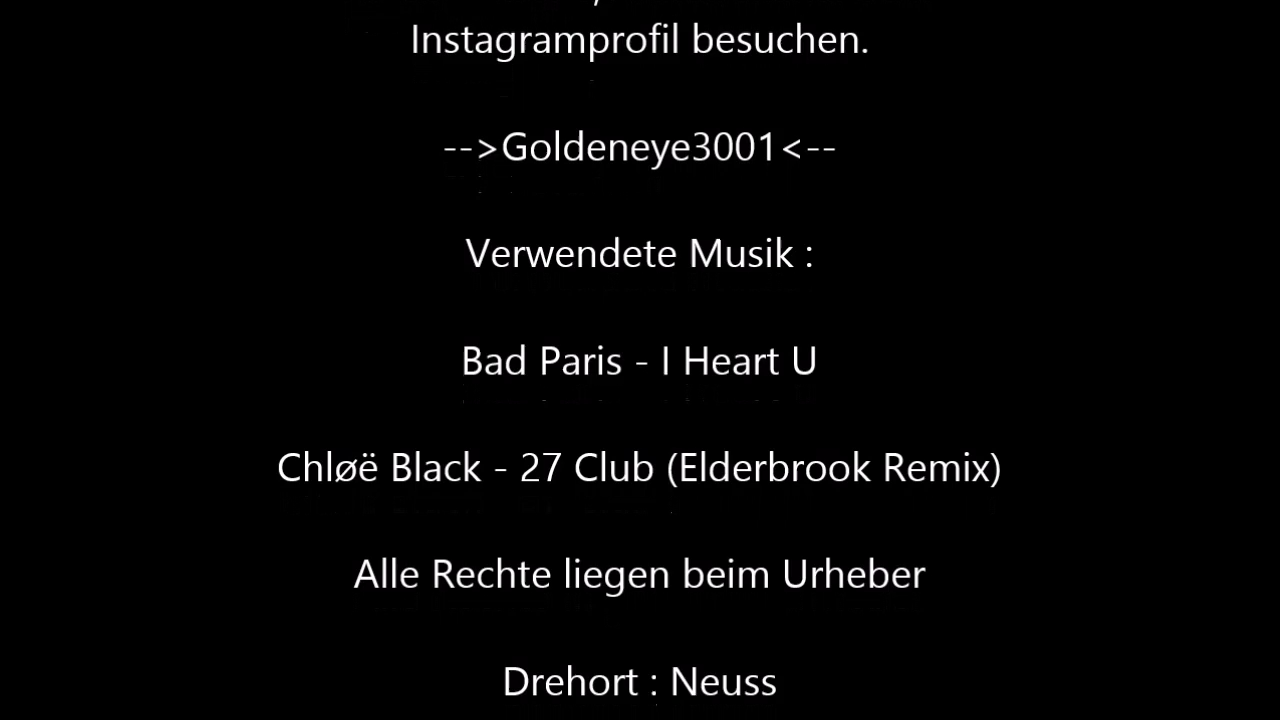 Instagramprofil besuchen.
-->Goldeneye3001<--
Verwendete Musik :
Bad Paris - I Heart U
Chløë Black - 27 Club (Elderbrook Remix)
Alle Rechte liegen beim Urheber
Drehort : Neuss